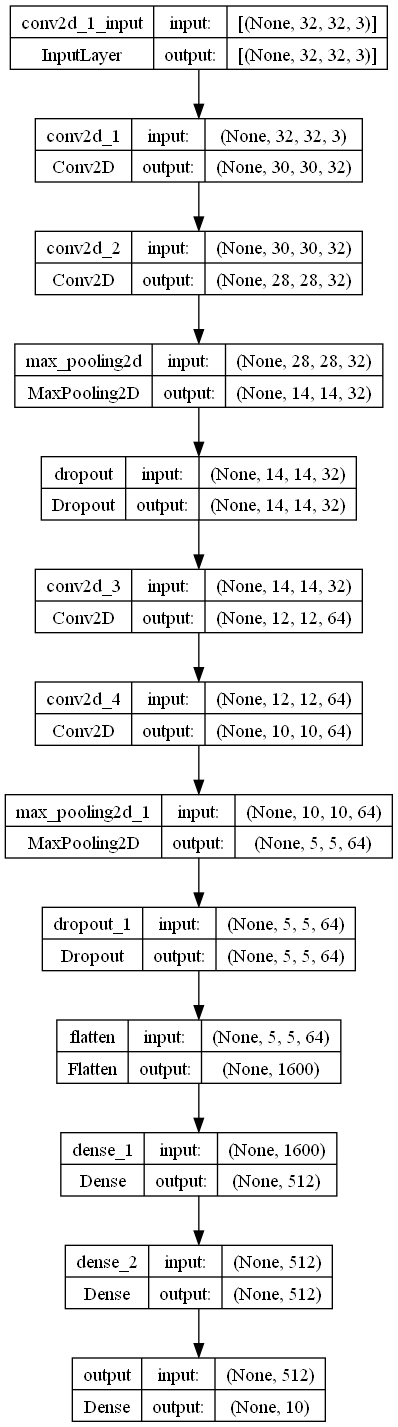 conv2d_1_input input: [(None, 32, 32, 3)]
InputLayer output: [(None, 32, 32, 3)]
conv2d_1 input: (None, 32, 32, 3)
Conv2D output: (None, 30, 30, 32)
conv2d_2 input: (None, 30, 30, 32)
Conv2D output: (None, 28, 28, 32)
max_pooling2d input: (None, 28, 28, 32)
MaxPooling2D output: (None, 14, 14, 32)
dropout input: (None, 14, 14, 32)
Dropout output: (None, 14, 14, 32)
conv2d_3 input: (None, 14, 14, 32)
Conv2D output: (None, 12, 12, 64)
conv2d_4 input: (None, 12, 12, 64)
Conv2D output: (None, 10, 10, 64)
max_pooling2d_1 input: (None, 10, 10, 64)
MaxPooling2D output: (None, 5, 5, 64)
dropout_1 input: (None, 5, 5, 64)
Dropout output: (None, 5, 5, 64)
flatten input: (None, 5, 5, 64)
Flatten output: (None, 1600)
dense_1 input: (None, 1600)
Dense output: (None, 512)
dense_2 input: (None, 512)
Dense output: (None, 512)
output input: (None, 512)
Dense output: (None, 10)